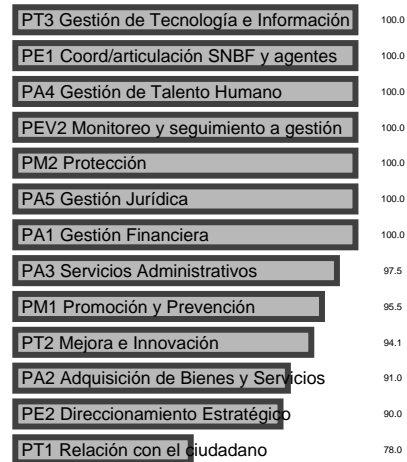 PT3 Gestión de Tecnología e Información 100.0
PE1 Coord/articulación SNBF y agentes 100.0
PA4 Gestión de Talento Humano 100.0
PEV2 Monitoreo y seguimiento a gestión 100.0
PM2 Protección 100.0
PA5 Gestión Jurídica 100.0
PA1 Gestión Financiera 100.0
PA3 Servicios Administrativos 97.5
PM1 Promoción y Prevención 95.5
PT2 Mejora e Innovación 94.1
PA2 Adquisición de Bienes y Servicios 91.0
PE2 Direccionamiento Estratégico 90.0
PT1 Relación con el ciudadano 78.0